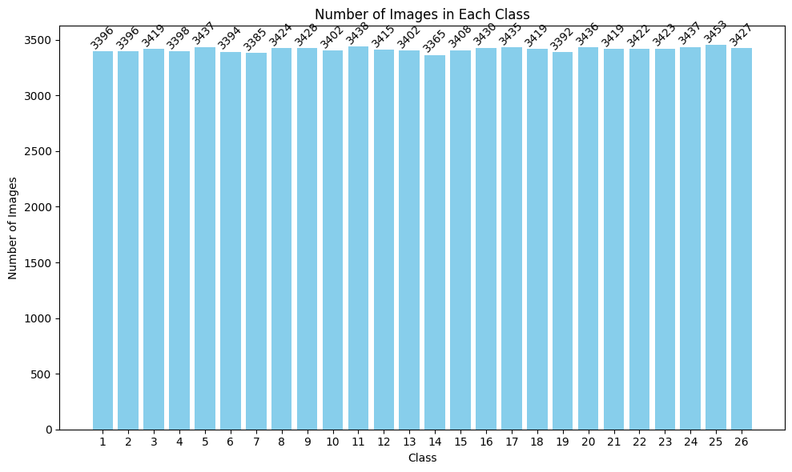 Number of Images in Each Class
3396 3396 3419 3398 3437 3394 3385 3424 3428 3402 3438 3415 3402 3365 3408 3430 3435 3419 3392 3436 3419 3422 3423 3437 3453 3427
3500
3000
2500
2000
1500
1000
500
0
Number of Images
1 2 3 4 5 6 7 8 9 10 11 12 13 14 15 16 17 18 19 20 21 22 23 24 25 26
Class